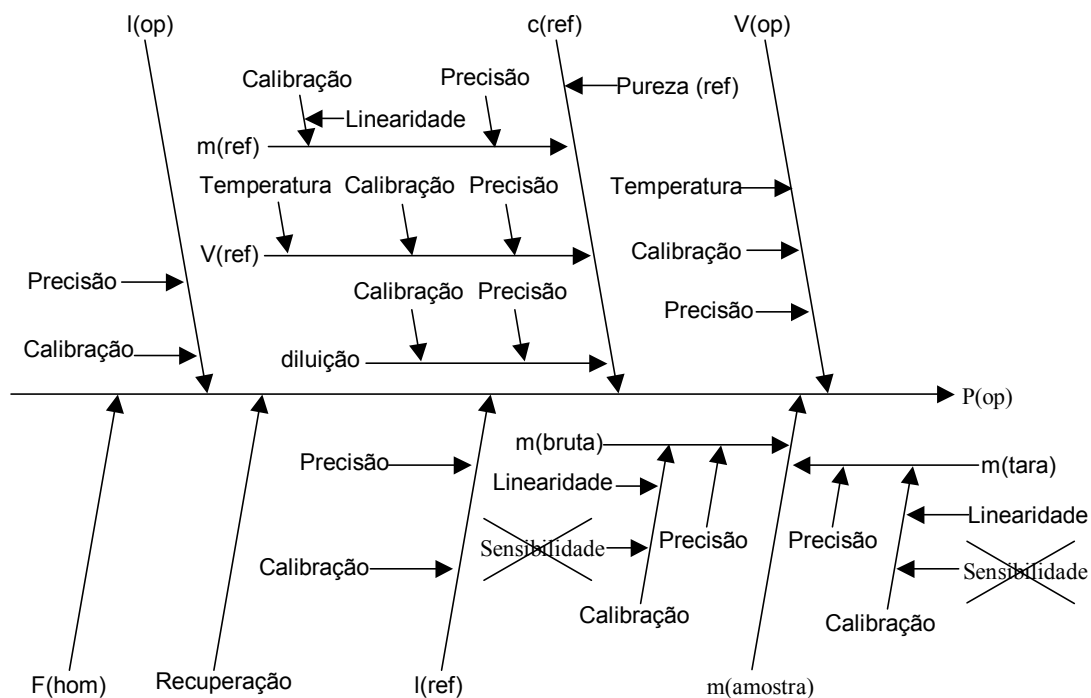 I(op)
c(ref)
V(op)
Calibração
Precisão
Pureza (ref)
Linearidade
m(ref)
Temperatura
Calibração
Precisão
Temperatura
V(ref)
Calibração
Precisão
Calibração
Precisão
Precisão
Calibração
diluição
P(op)
m(bruta)
Precisão
m(tara)
Linearidade
Linearidade
Sensibilidade
Precisão
Precisão
Calibração
Sensibilidade
Calibração
Calibração
F(hom)
Recuperação
I(ref)
m(amostra)